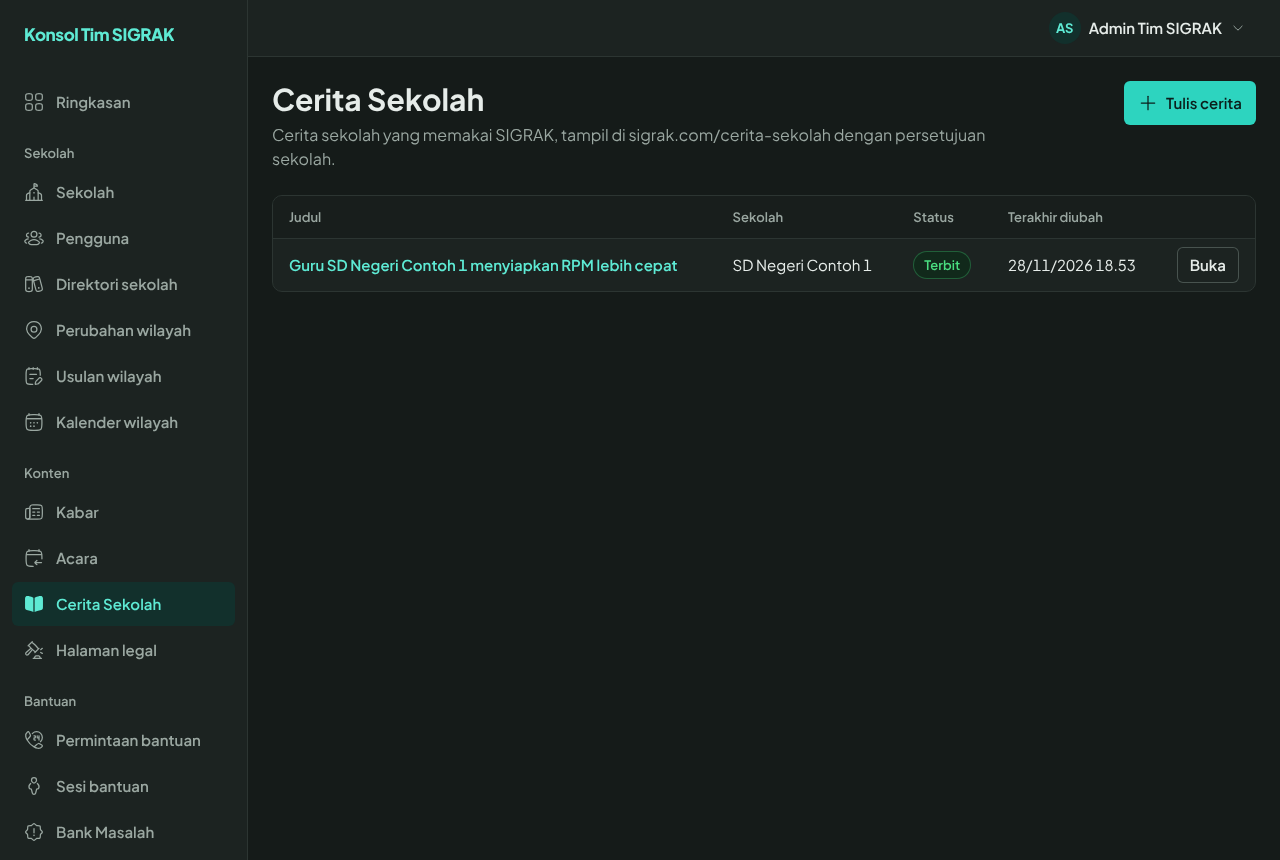 Konsol Tim SIGRAK
AS Admin Tim SIGRAK
Ringkasan
Sekolah
Sekolah
Pengguna
Direktori sekolah
Perubahan wilayah
Usulan wilayah
Kalender wilayah
Konten
Kabar
Acara
Cerita Sekolah
Halaman legal
Bantuan
Permintaan bantuan
Sesi bantuan
Bank Masalah
Cerita Sekolah
Tulis cerita
Cerita sekolah yang memakai SIGRAK, tampil di sigrak.com/cerita-sekolah dengan persetujuan
sekolah.
Judul Sekolah Status Terakhir diubah
Guru SD Negeri Contoh 1 menyiapkan RPM lebih cepat SD Negeri Contoh 1 Terbit 28/11/2026 18.53 Buka